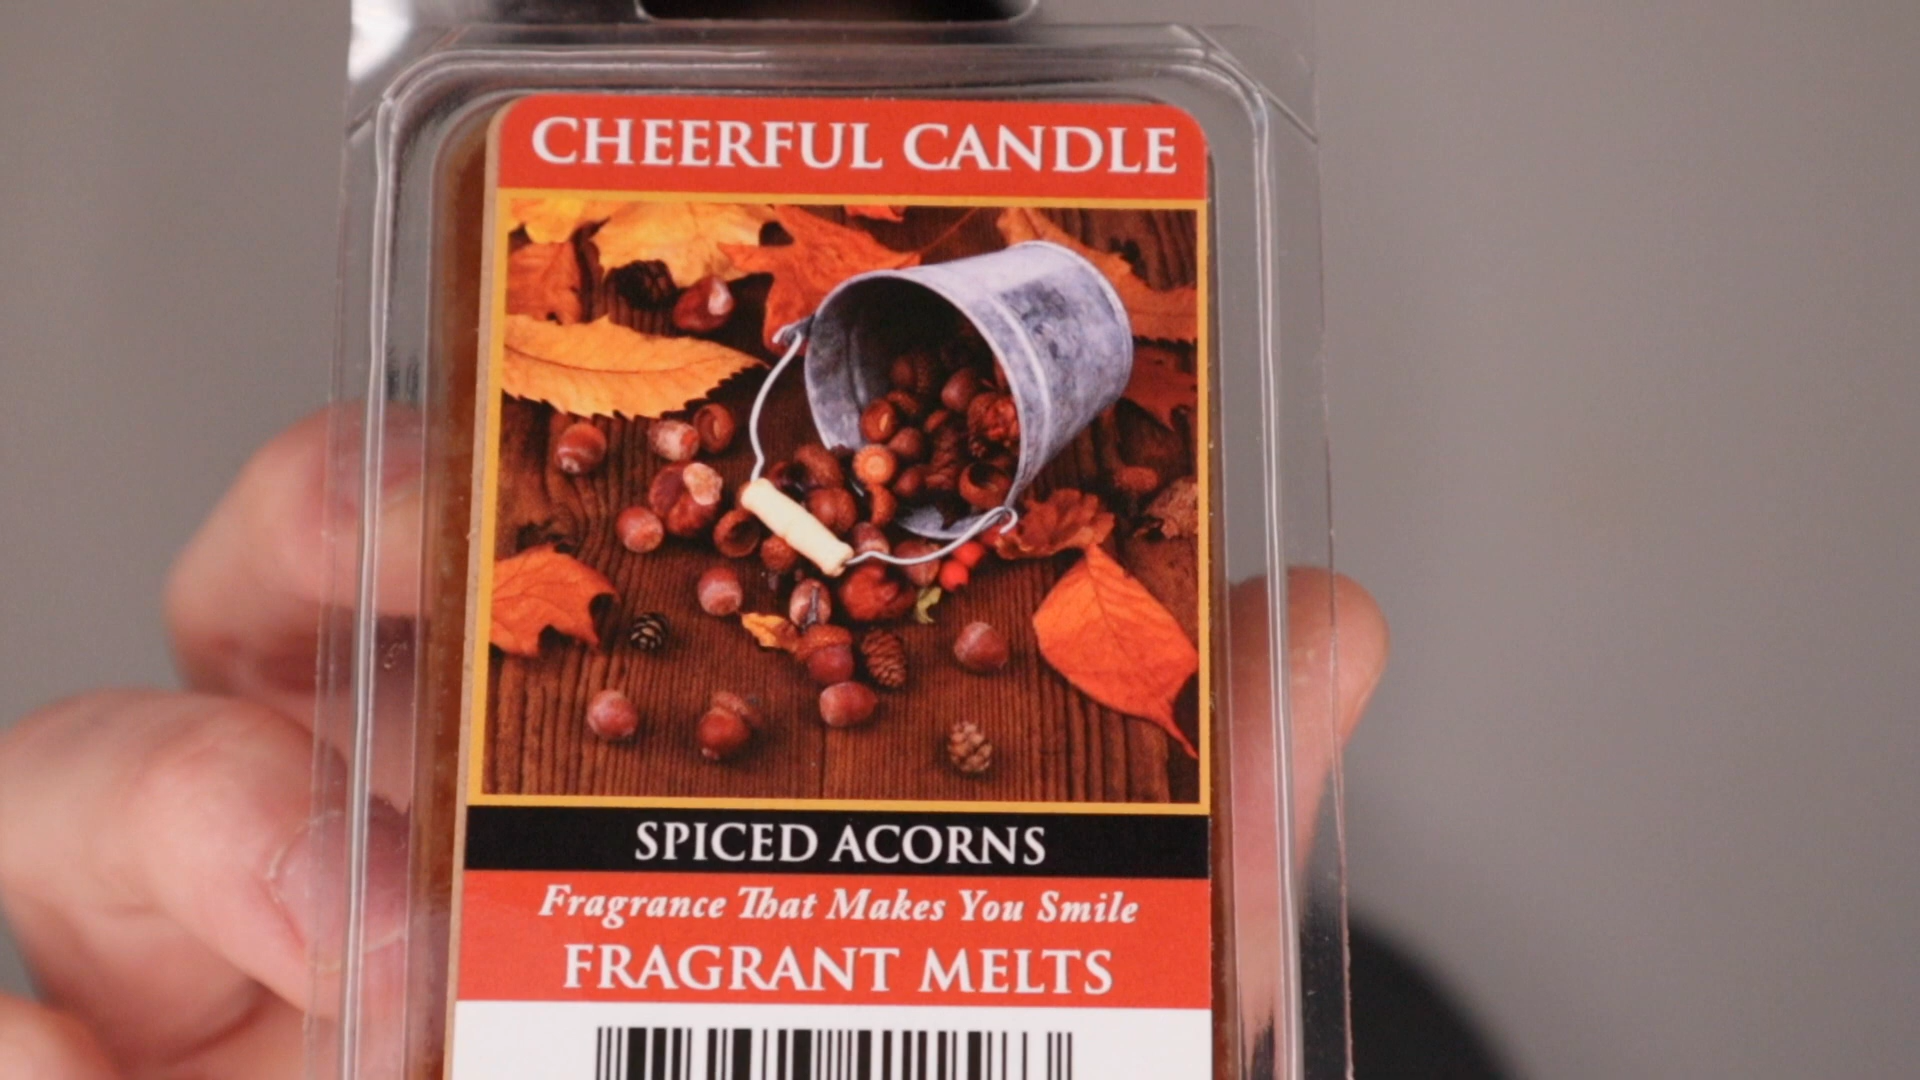 CHEERFUL CANDLE
SPICED ACORNS
Fragrance That Makes You Smile
FRAGRANT MELTS